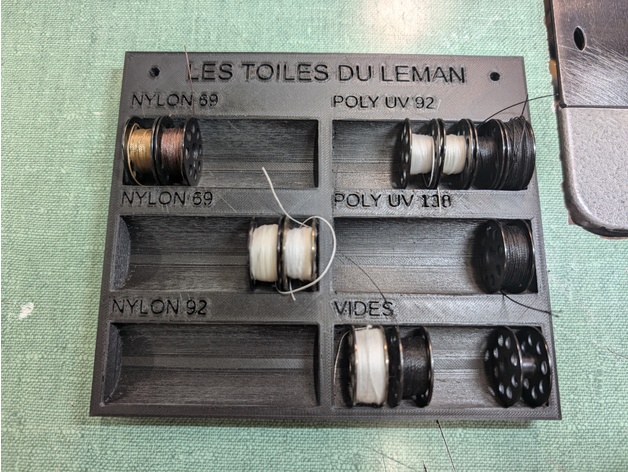 LES TOILES DU LEMAN
NYLON 69
POLY UV 92
NYLON 69
POLY UV 138
NYLON 92
VIDES